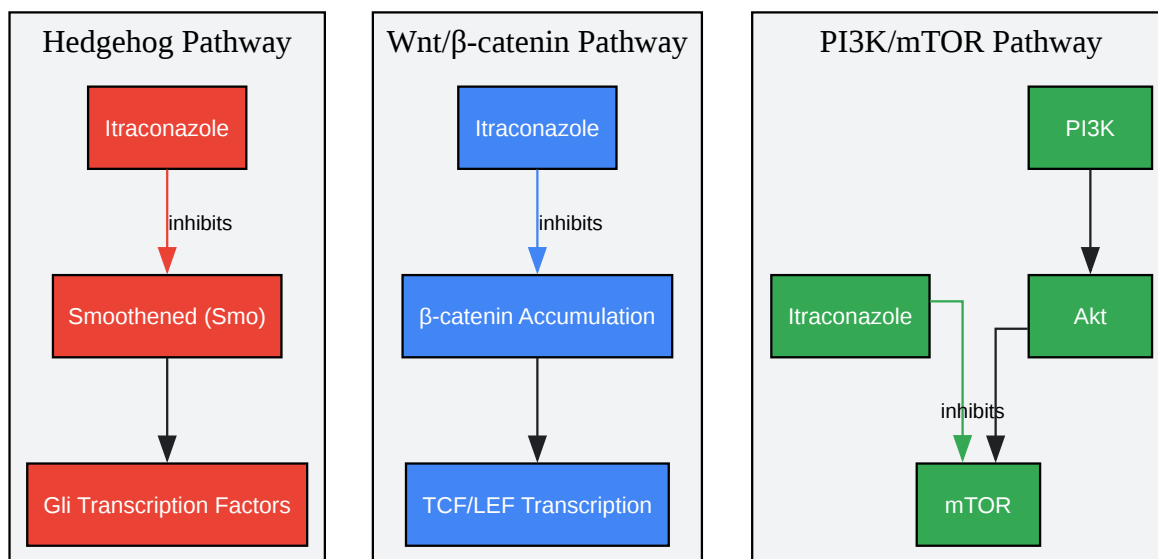 Hedgehog Pathway
Itraconazole
inhibits
Smoothened (Smo)
Gli Transcription Factors
Wnt/β-catenin Pathway
Itraconazole
inhibits
β-catenin Accumulation
TCF/LEF Transcription
PI3K/mTOR Pathway
PI3K
Itraconazole
Akt
inhibits
mTOR